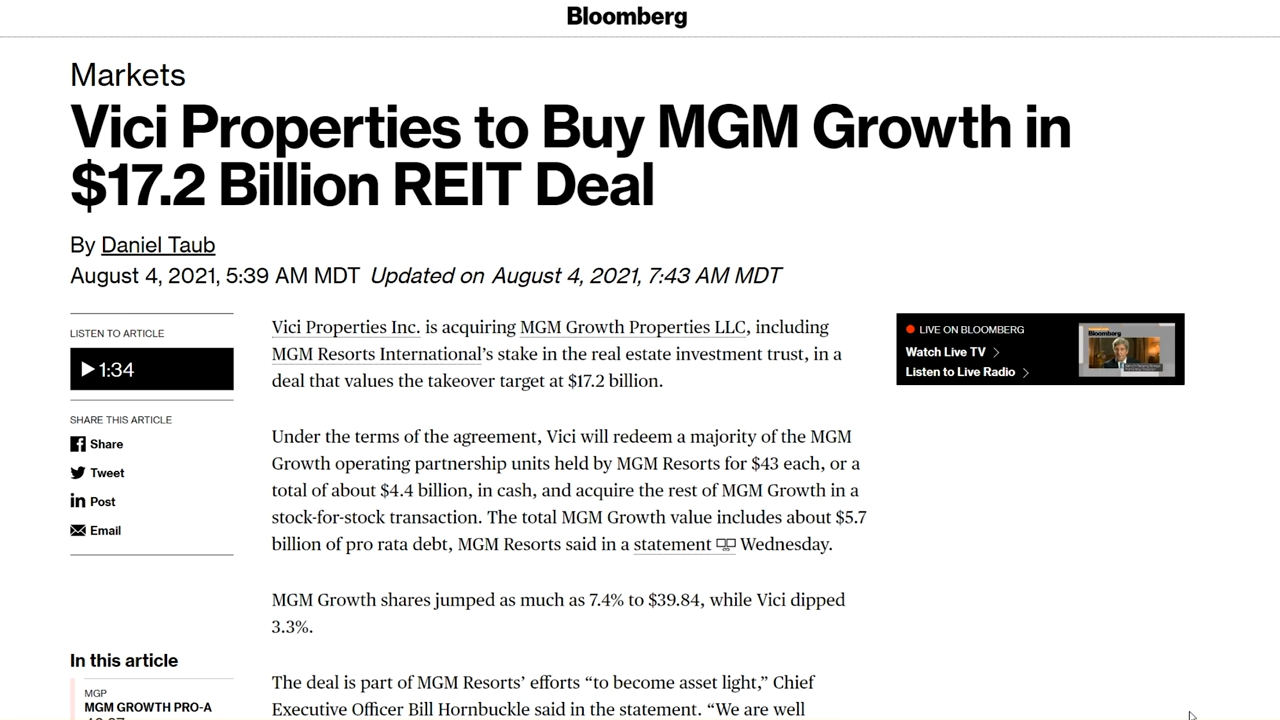 Bloomberg
Markets
Vici Properties to Buy MGM Growth in
$17.2 Billion REIT Deal
By Daniel Taub
August 4, 2021, 5:39 AM MDT Updated on August 4, 2021, 7:43 AM MDT
LISTEN TO ARTICLE
1:34
SHARE THIS ARTICLE
Share
Tweet
Post
Email
In this article
MGP
MGM GROWTH PRO-A
Vici Properties Inc. is acquiring MGM Growth Properties LLC, including
MGM Resorts International's stake in the real estate investment trust, in a
deal that values the takeover target at $17.2 billion.
Under the terms of the agreement, Vici will redeem a majority of the MGM
Growth operating partnership units held by MGM Resorts for $43 each, or a
total of about $4.4 billion, in cash, and acquire the rest of MGM Growth in a
stock-for-stock transaction. The total MGM Growth value includes about $5.7
billion of pro rata debt, MGM Resorts said in a statement Wednesday.
MGM Growth shares jumped as much as 7.4% to $39.84, while Vici dipped
3.3%.
The deal is part of MGM Resorts' efforts “to become asset light,” Chief
Executive Officer Bill Hornbuckle said in the statement. “We are well
LIVE ON BLOOMBERG
Watch Live TV
Listen to Live Radio
Bloomberg